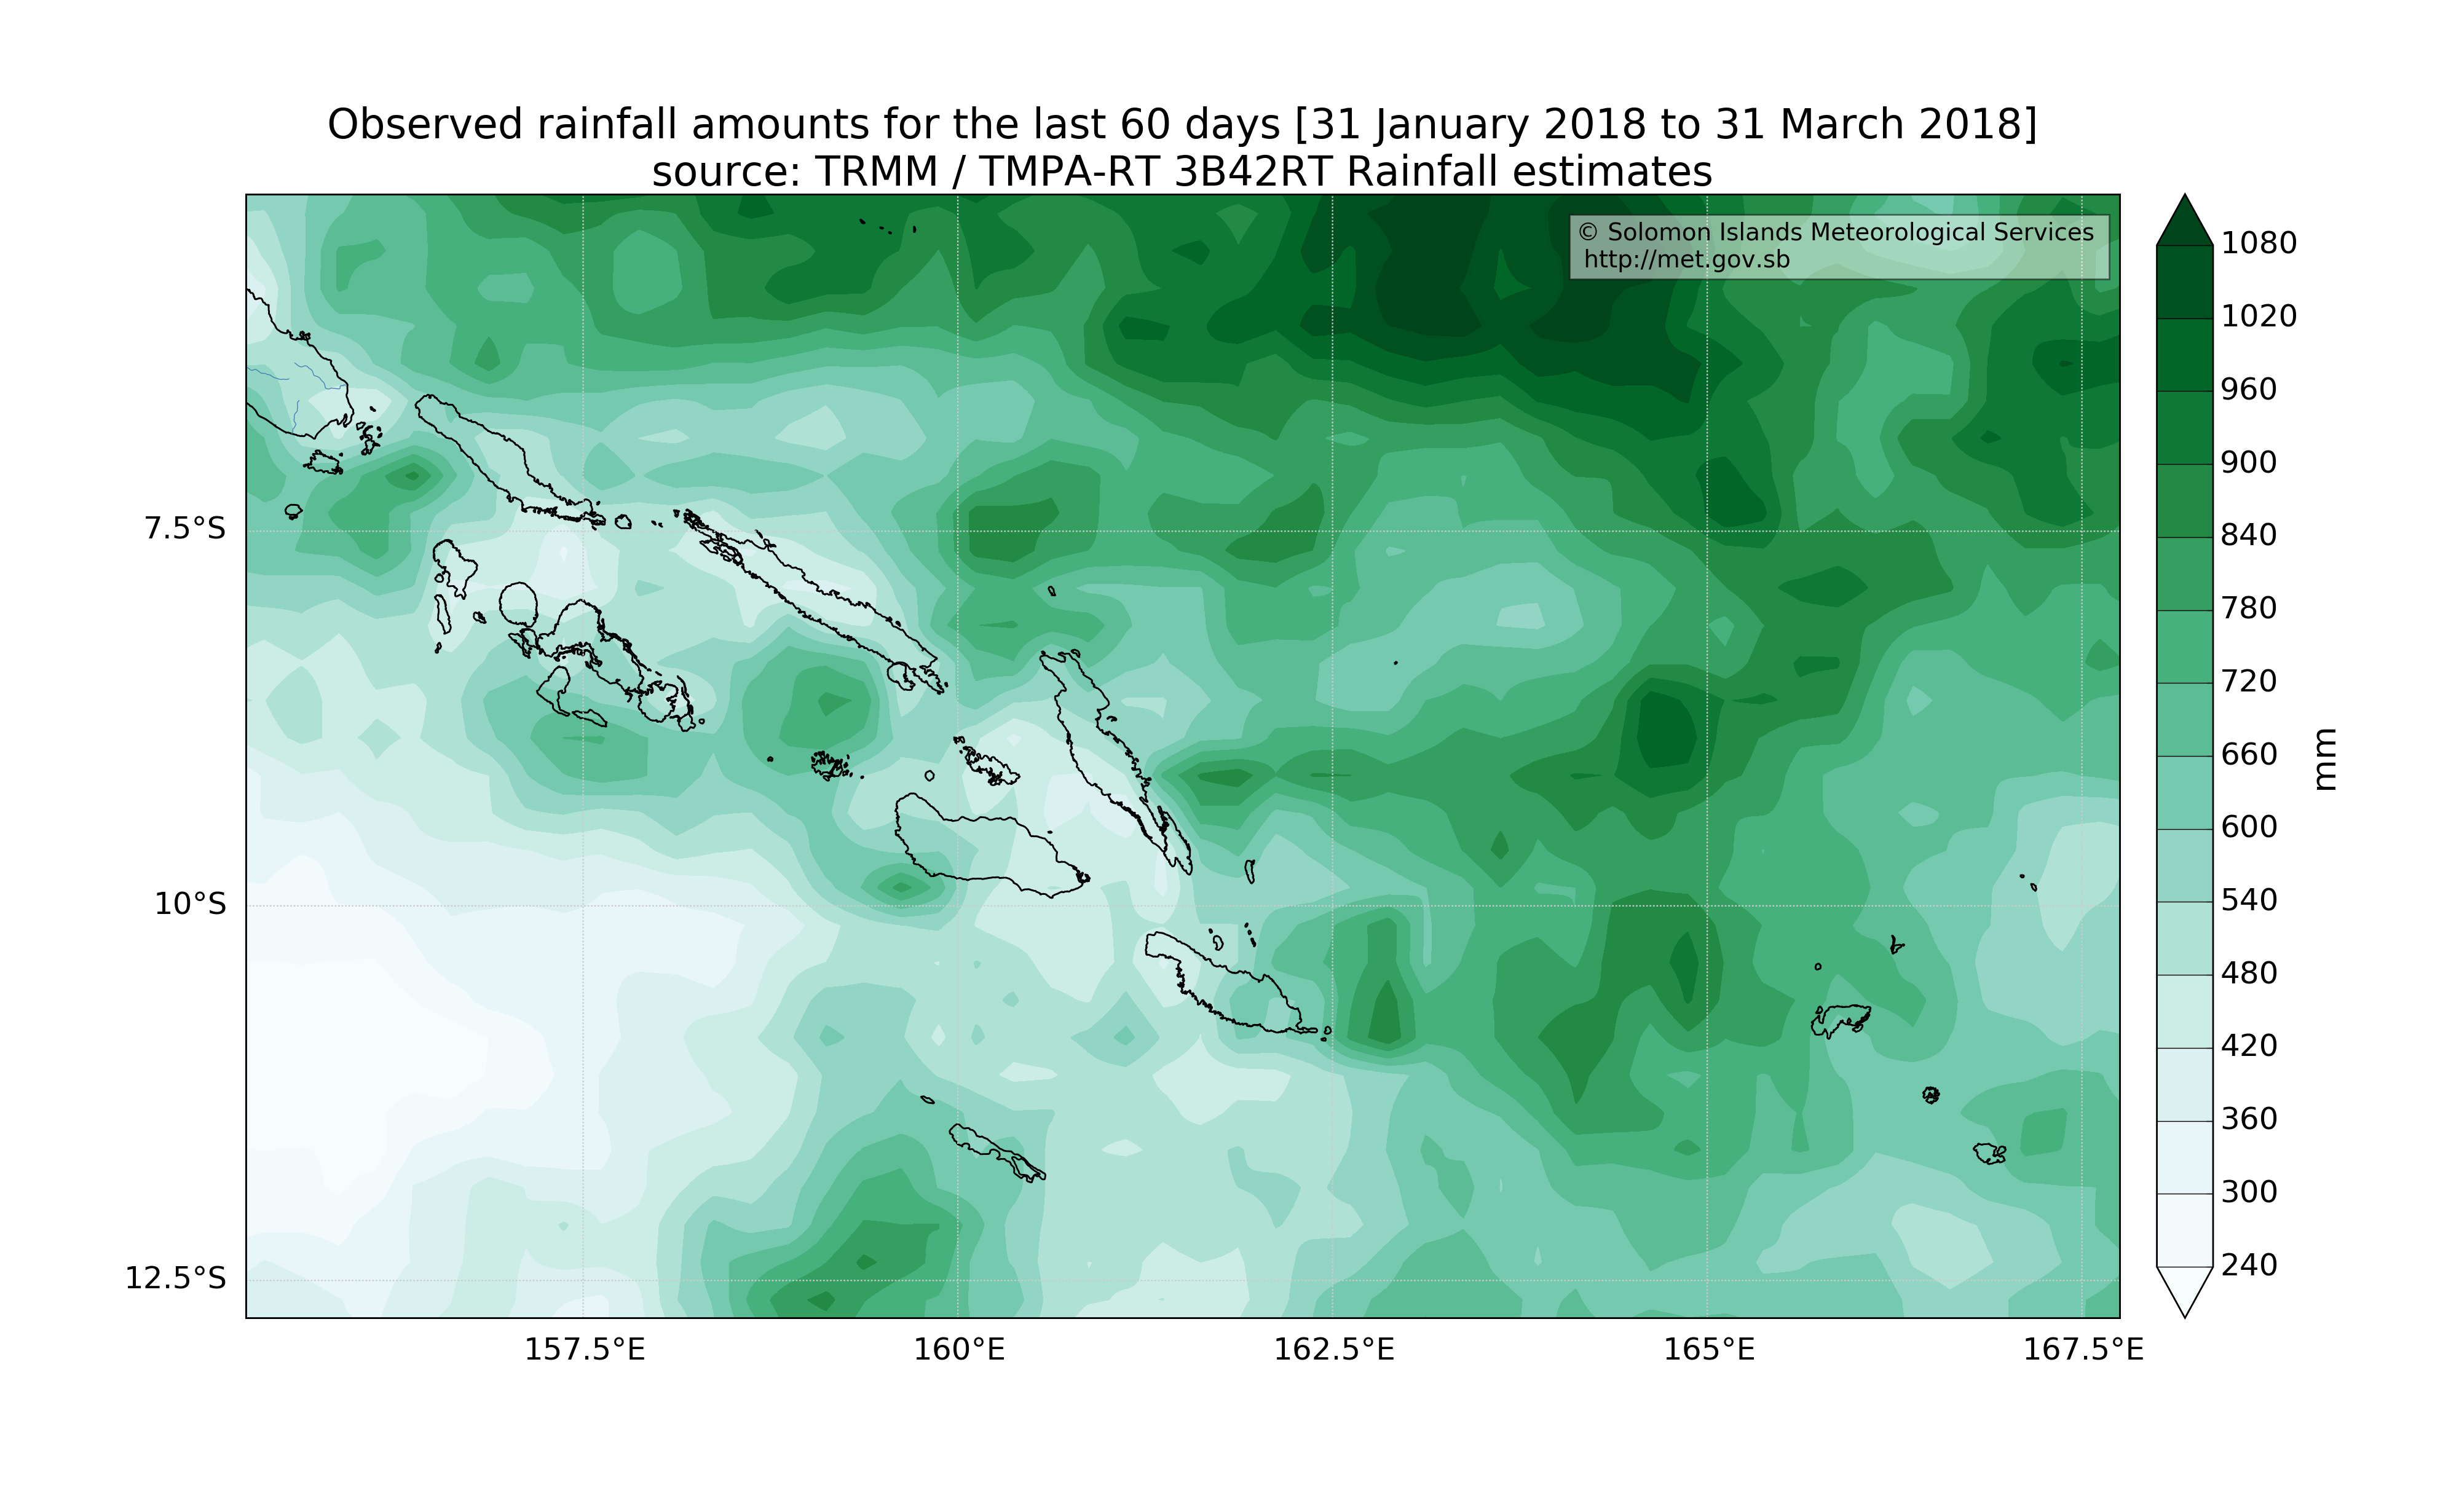 Observed rainfall amounts for the last 60 days [31 January 2018 to 31 March 2018]
source: TRMM / TMPA-RT 3B42RT Rainfall estimates
© Solomon Islands Meteorological Services
http://met.gov.sb
7.5°S
10°S
12.5°S
157.5°E
160°E
162.5°E
165°E
167.5°E
1080
1020
960
900
840
780
720
660
600
540
480
420
360
300
240
mm